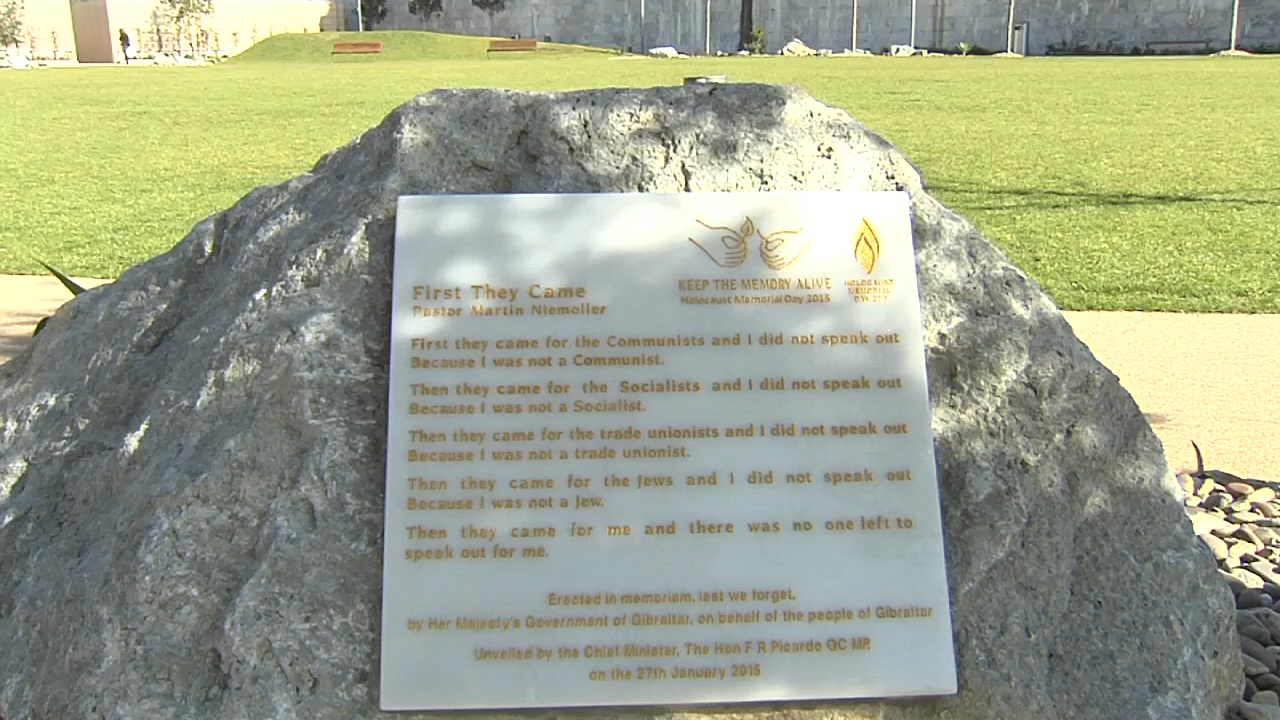 KEEP THE MEMORY ALIVE
Holocaust Memorial Day 2015
HOLOCAUST
MEMORIAL
DAY
First They Came
Pastor Martin Niemoller
First they came for the Communists and I did not speak out
Because I was not a Communist.
Then they came for the Socialists and I did not speak out
Because I was not a Socialist.
Then they came for the trade unionists and I did not speak out
Because I was not a trade unionist.
Then they came for the Jews and I did not speak out
Because I was not a Jew.
Then they came for me and there was no one left to
speak out for me.
Erected in memoriam, lest we forget,
by Her Majesty's Government of Gibraltar, on behalf of the people of Gibraltar
Unveiled by the Chief Minister, The Hon F R Picardo QC MP
on the 27th January 2015